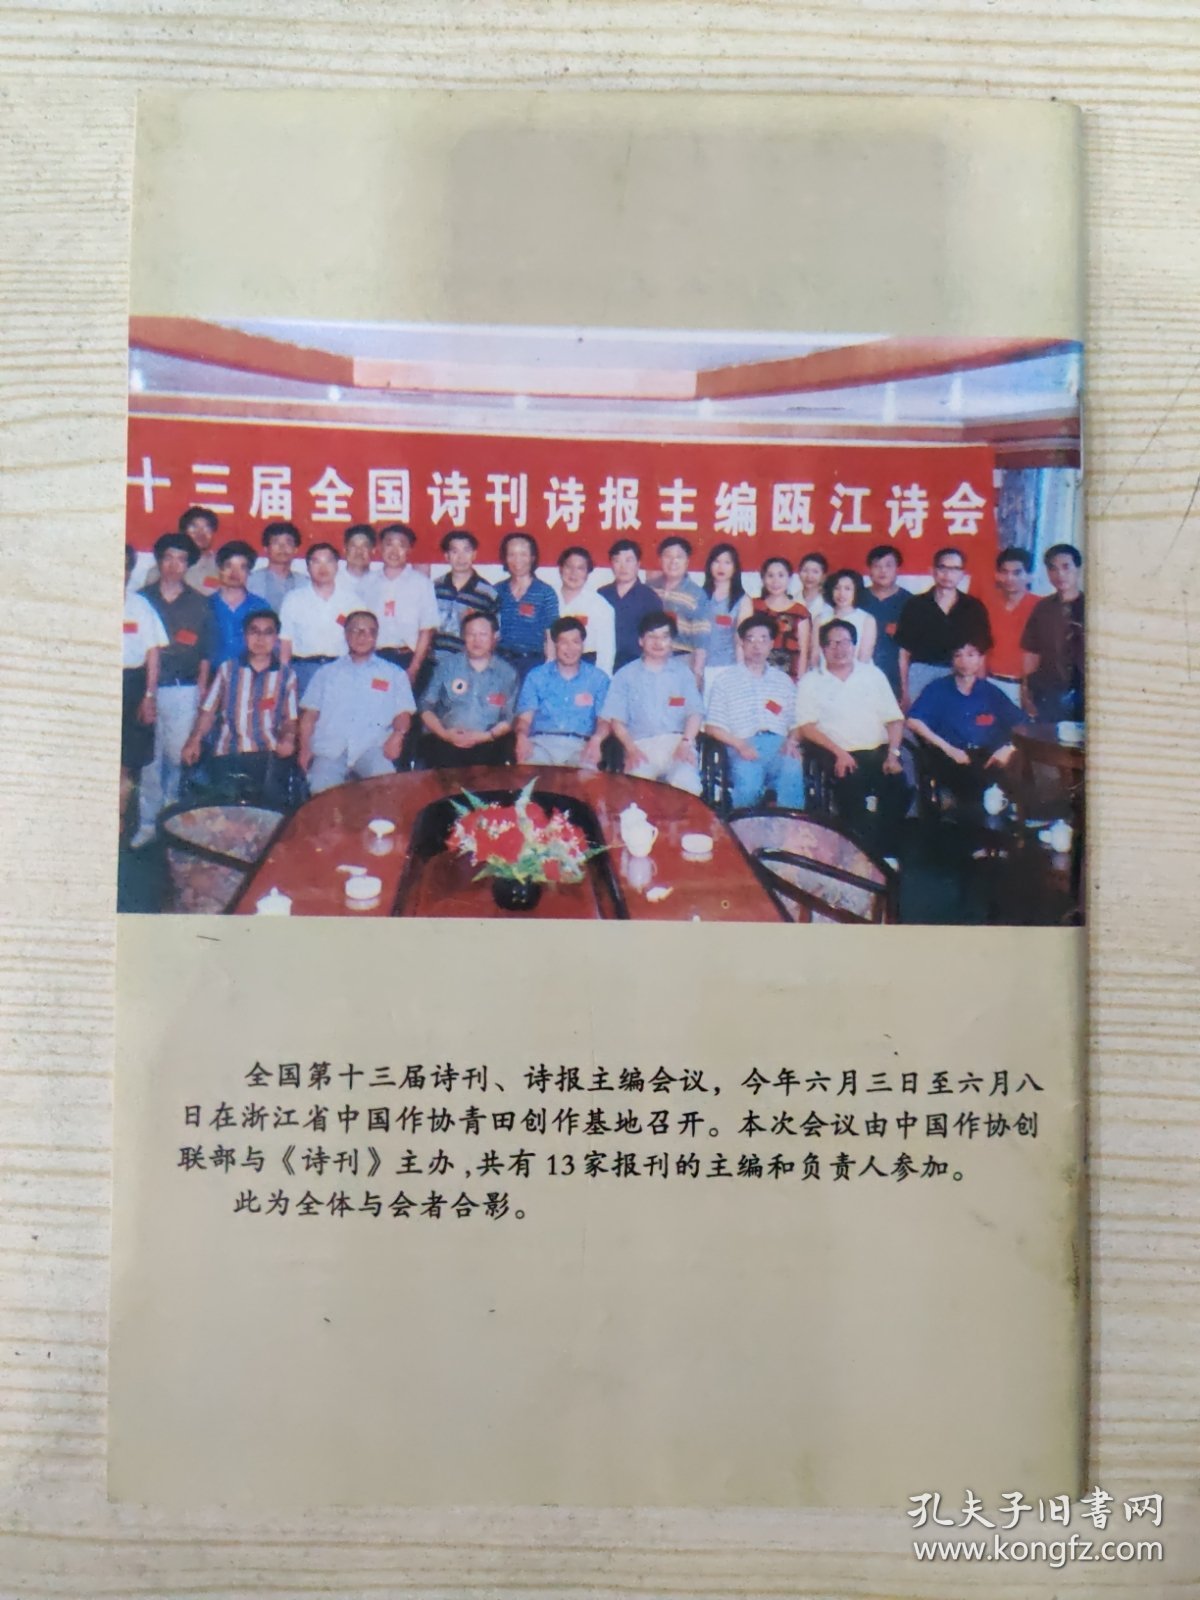 十三届全国诗刊诗报主编瓯江诗会
全国第十三届诗刊、诗报主编会议，今年六月三日至六月八
日在浙江省中国作协青田创作基地召开。本次会议由中国作协创
联部与《诗刊》主办，共有13家报刊的主编和负责人参加。
此为全体与会者合影。
孔夫子旧书网
www.kongfz.com